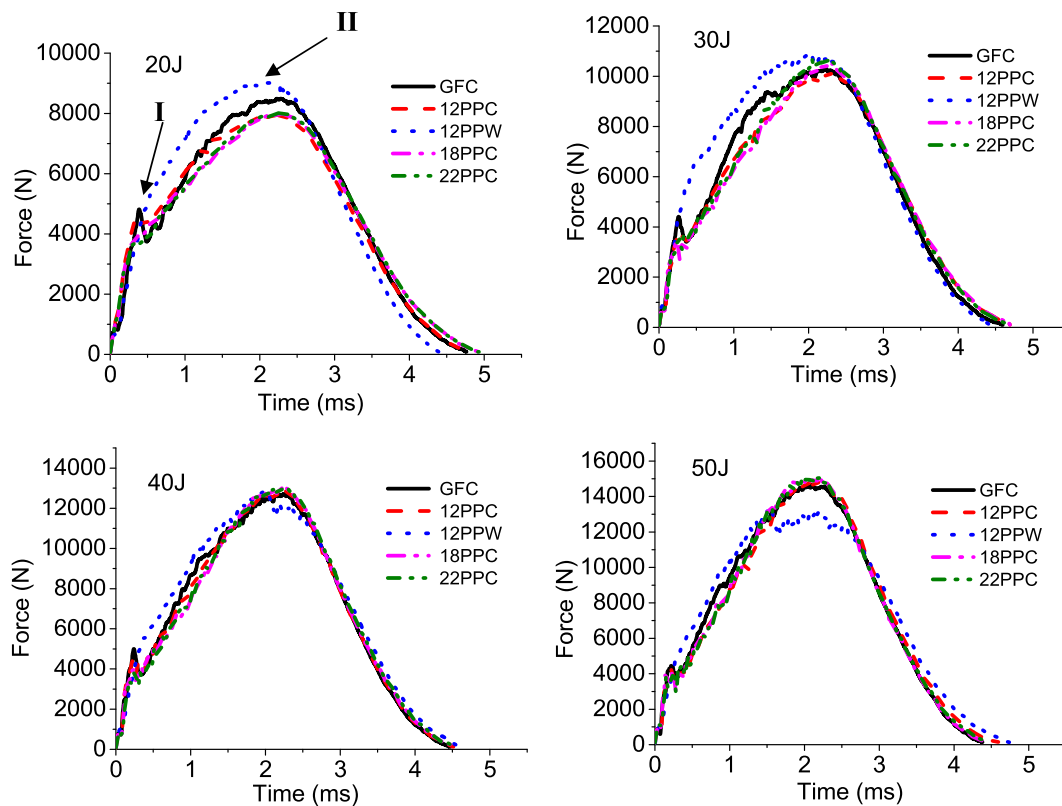 20J
I
II
GFC
12PPC
12PPW
18PPC
22PPC
Force (N)
10000
8000
6000
4000
2000
0
0 1 2 3 4 5
Time (ms)
30J
GFC
12PPC
12PPW
18PPC
22PPC
Force (N)
12000
10000
8000
6000
4000
2000
0
0 1 2 3 4 5
Time (ms)
40J
GFC
12PPC
12PPW
18PPC
22PPC
Force (N)
14000
12000
10000
8000
6000
4000
2000
0
0 1 2 3 4 5
Time (ms)
50J
GFC
12PPC
12PPW
18PPC
22PPC
Force (N)
16000
14000
12000
10000
8000
6000
4000
2000
0
0 1 2 3 4 5
Time (ms)